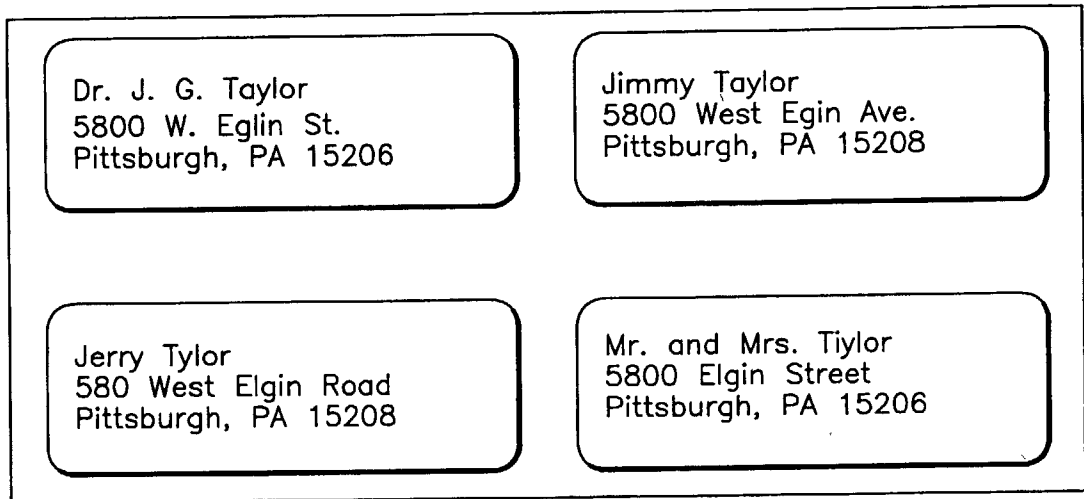 Dr. J. G. Taylor
5800 W. Eglin St.
Pittsburgh, PA 15206
Jimmy Taylor
5800 West Egin Ave.
Pittsburgh, PA 15208
Jerry Tylor
580 West Elgin Road
Pittsburgh, PA 15208
Mr. and Mrs. Tiylor
5800 Elgin Street
Pittsburgh, PA 15206